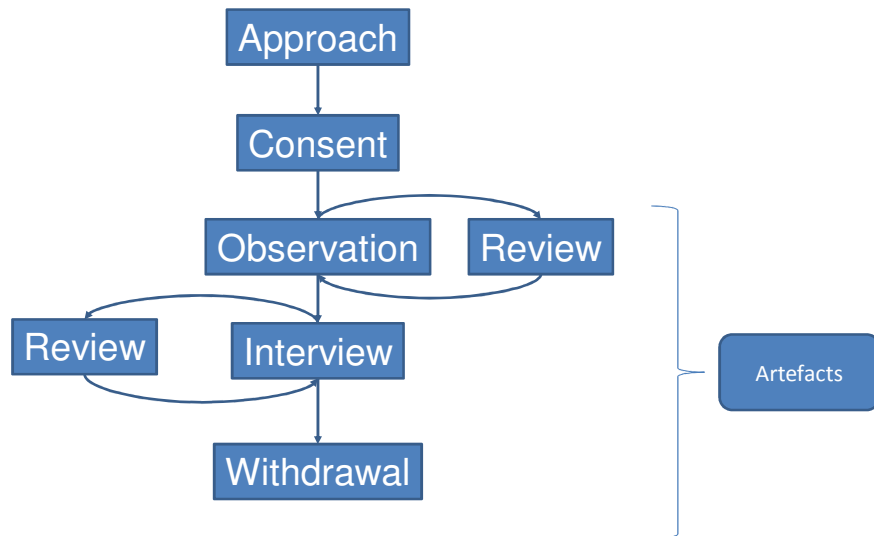 Approach
Consent
Observation
Review
Review
Interview
Artefacts
Withdrawal